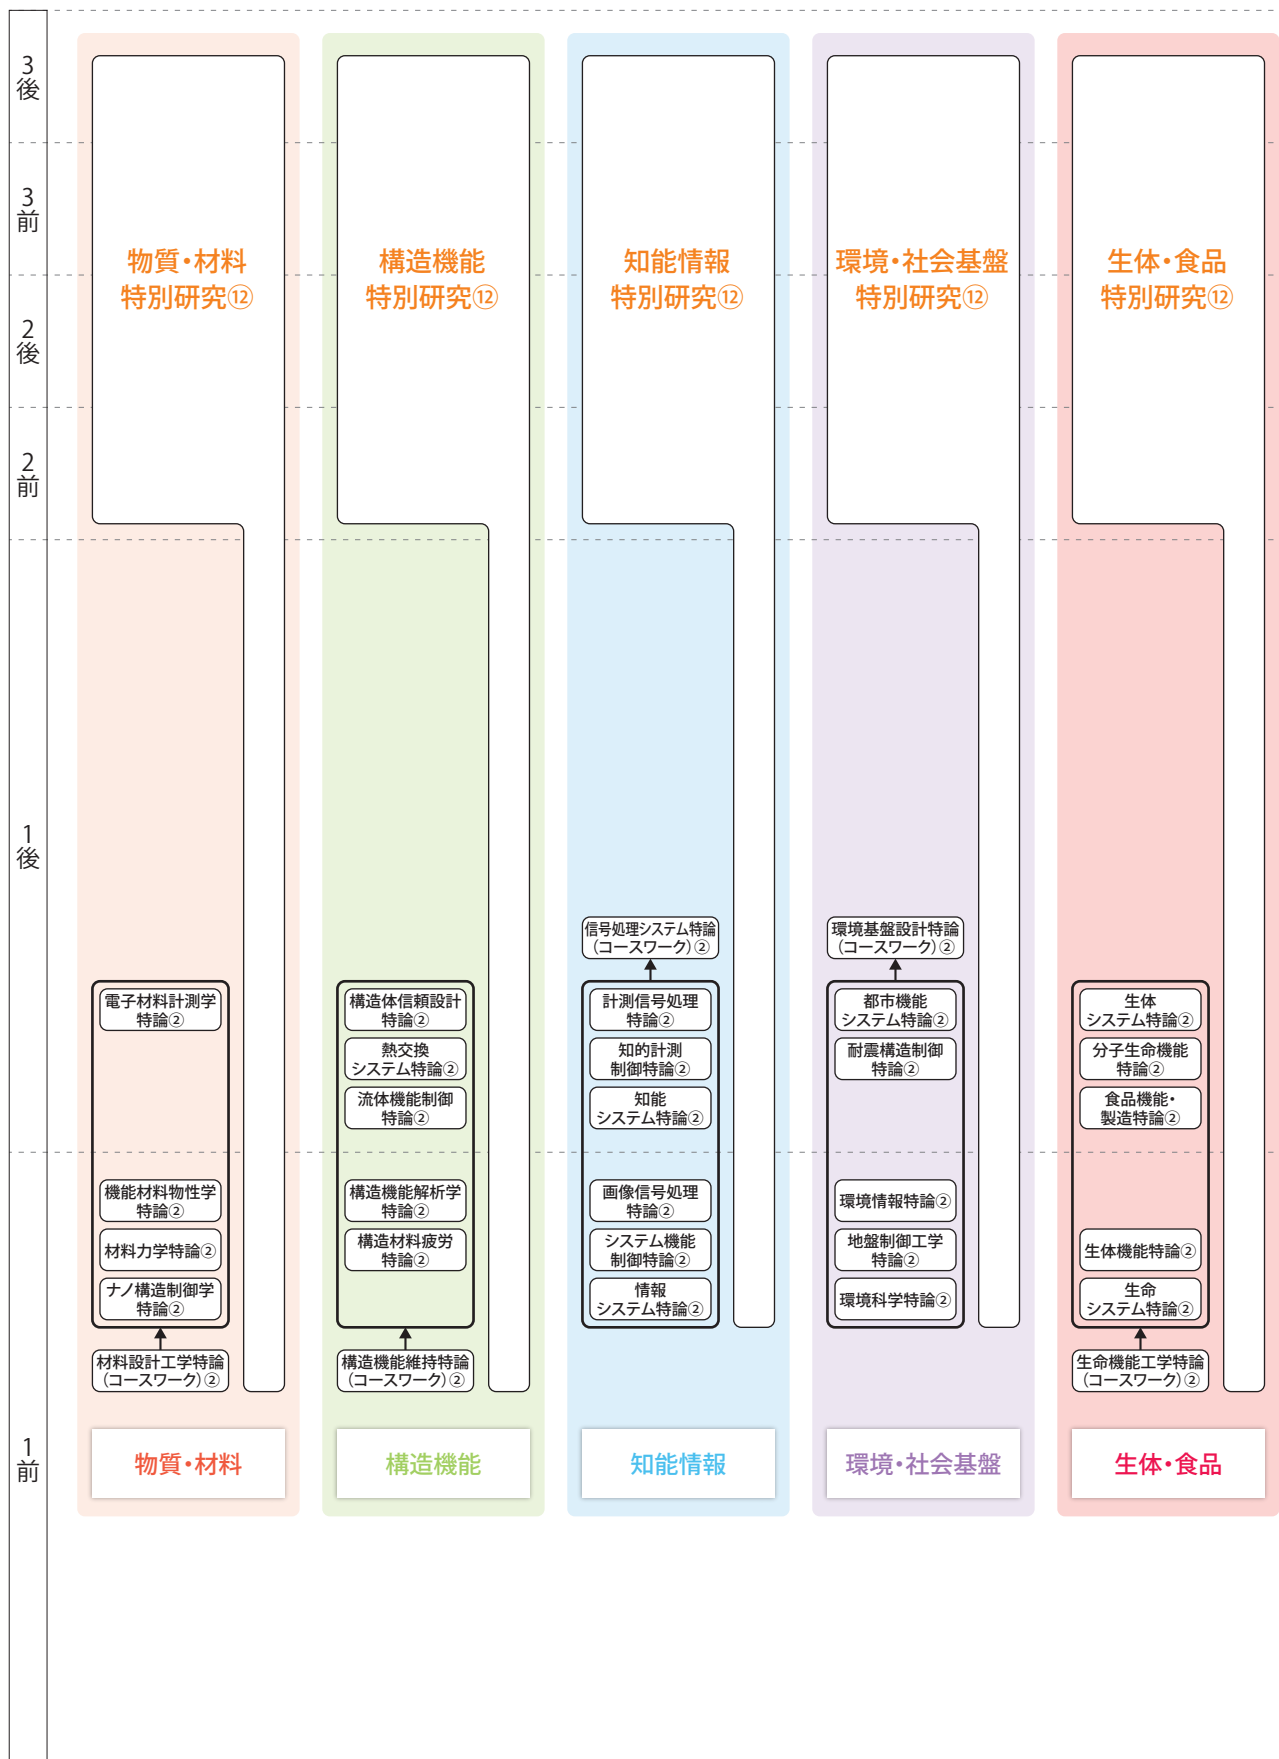 3
後
3
前
2
後
2
前
1
後
1
前
物質・材料
特別研究⑫
電子材料計測学
特論②
機能材料物性学
特論②
材料力学特論②
ナノ構造制御学
特論②
材料設計工学特論
(コースワーク)②
物質・材料
構造機能
特別研究⑫
構造体信頼設計
特論②
熱交換
システム特論②
流体機能制御
特論②
構造機能解析学
特論②
構造材料疲労
特論②
構造機能維持特論
(コースワーク)②
構造機能
知能情報
特別研究⑫
信号処理システム特論
(コースワーク)②
計測信号処理
特論②
知的計測
制御特論②
知能
システム特論②
画像信号処理
特論②
システム機能
制御特論②
情報
システム特論②
知能情報
環境・社会基盤
特別研究⑫
環境基盤設計特論
(コースワーク)②
都市機能
システム特論②
耐震構造制御
特論②
環境情報特論②
地盤制御工学
特論②
環境科学特論②
環境・社会基盤
生体・食品
特別研究⑫
生体
システム特論②
分子生命機能
特論②
食品機能・
製造特論②
生体機能特論②
生命
システム特論②
生命機能工学特論
(コースワーク)②
生体・食品